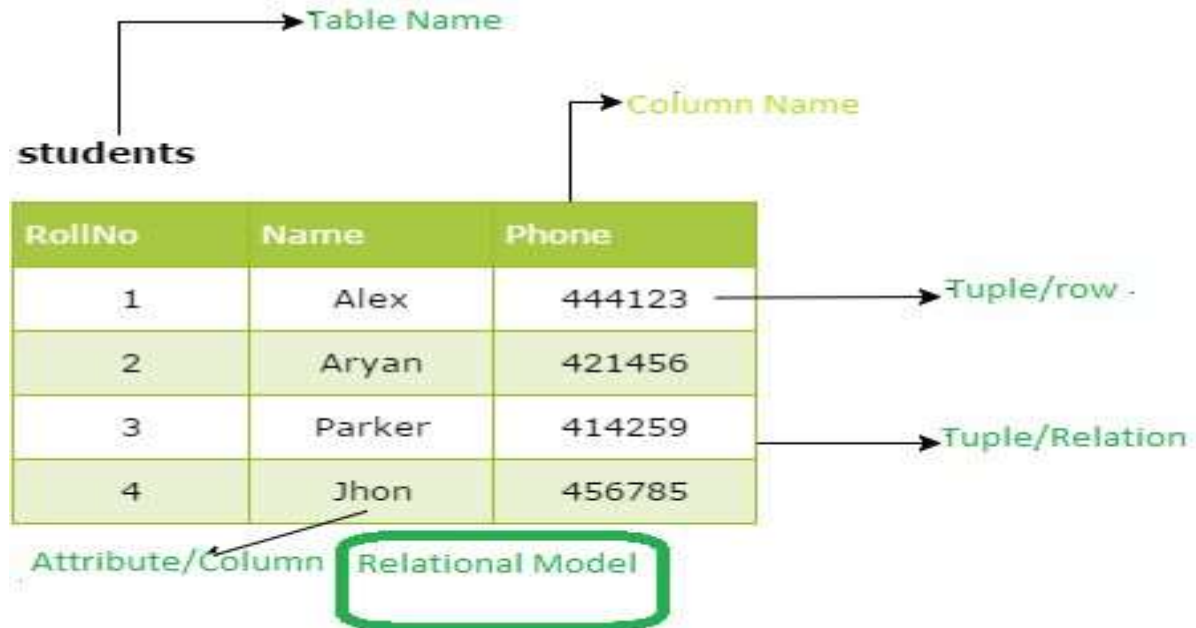 Table Name
Column Name
students
RollNo Name Phone
1 Alex 444123
Tuple/row
2 Aryan 421456
3 Parker 414259
Tuple/Relation
4 Jhon 456785
Attribute/Column
Relational Model